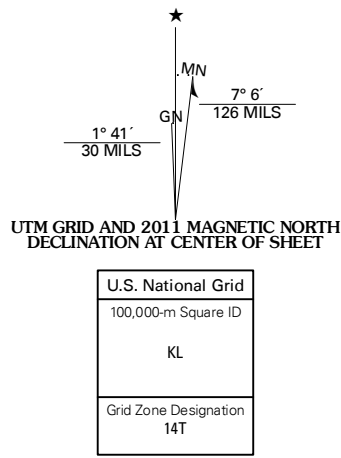 ★
MN
GN
7° 6´
126 MILS
1° 41´
30 MILS
UTM GRID AND 2011 MAGNETIC NORTH
DECLINATION AT CENTER OF SHEET
U.S. National Grid
100,000-m Square ID
KL
Grid Zone Designation
14T